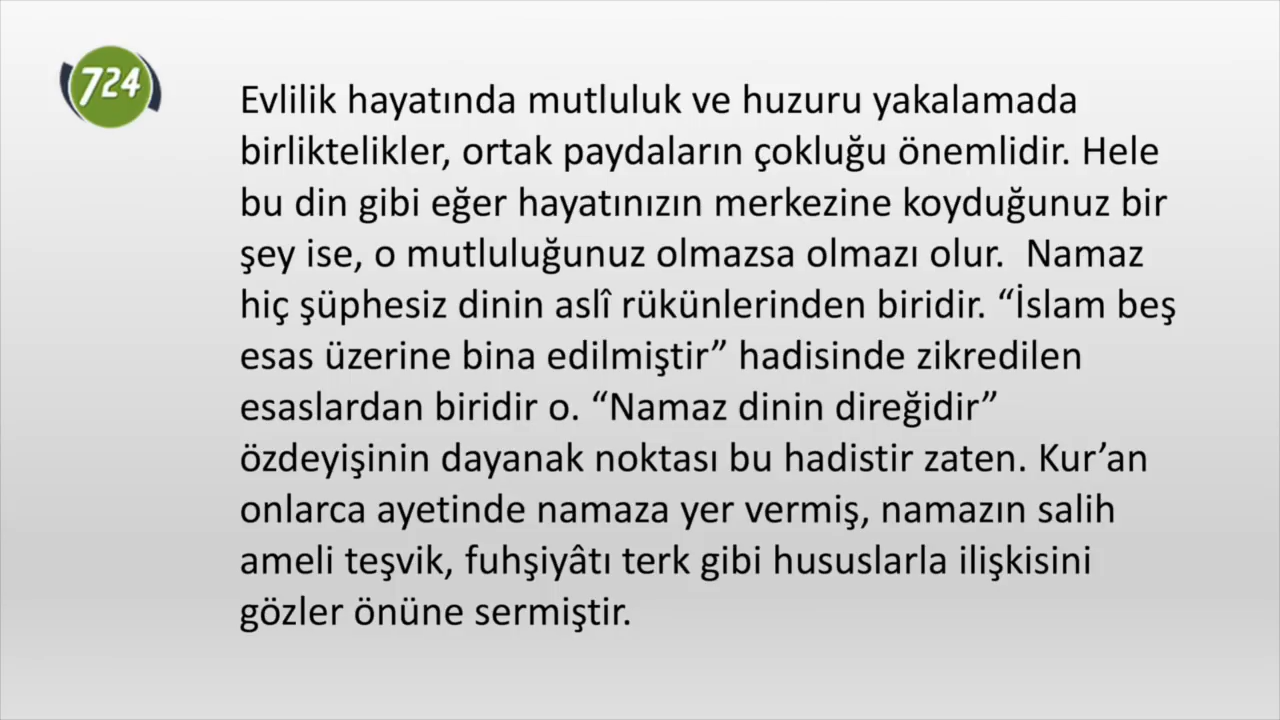 724
Evlilik hayatında mutluluk ve huzuru yakalamada
birliktelikler, ortak paydaların çokluğu önemlidir. Hele
bu din gibi eğer hayatınızın merkezine koyduğunuz bir
şey ise, o mutluluğunuz olmazsa olmazı olur.  Namaz
hiç şüphesiz dinin aslî rükünlerinden biridir. “İslam beş
esas üzerine bina edilmiştir” hadisinde zikredilen
esaslardan biridir o. “Namaz dinin direğidir”
özdeyişinin dayanak noktası bu hadistir zaten. Kur’an
onlarca ayetinde namaza yer vermiş, namazın salih
ameli teşvik, fuhşiyâtı terk gibi hususlarla ilişkisini
gözler önüne sermiştir.